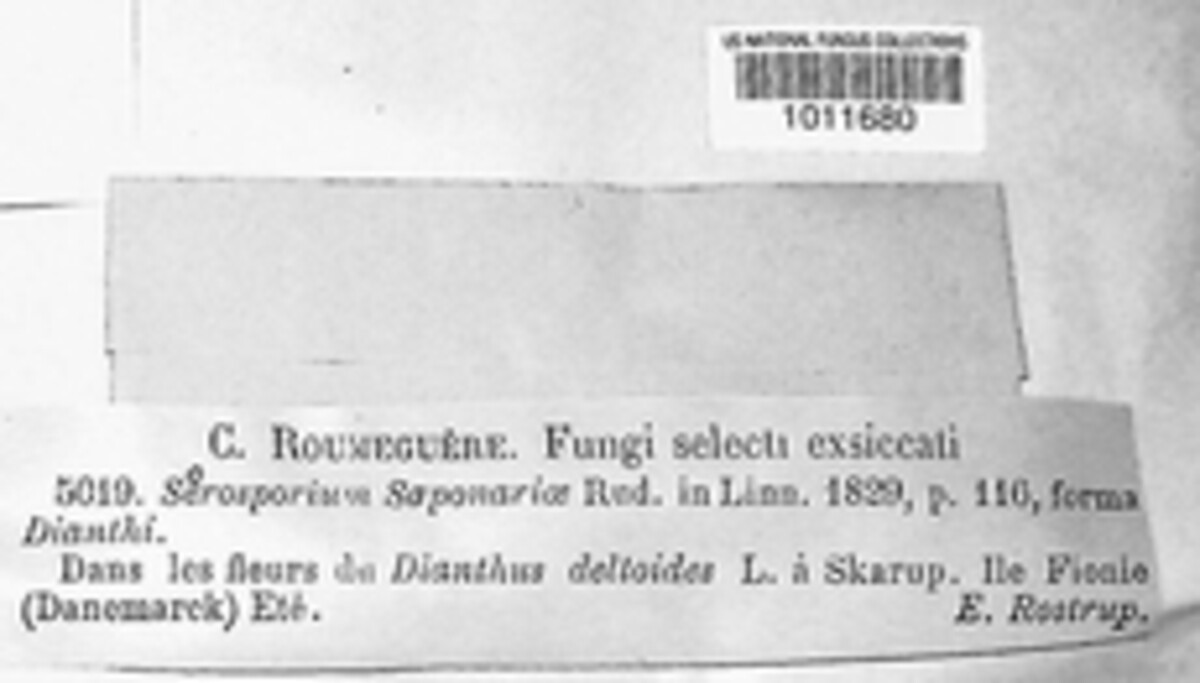 US NATIONAL FUNGUS COLLECTIONS
1011680
C. ROUMEGUÈRE. Fungi selecti exsiccati
5019. Sorosporium Saponariæ Rud. in Linn. 1829, p. 116, forma
Dianthi.
Dans les fleurs du Dianthus deltoides L. à Skarup. Ile Fionie
(Danemarck) Eté.
E. Rostrup.